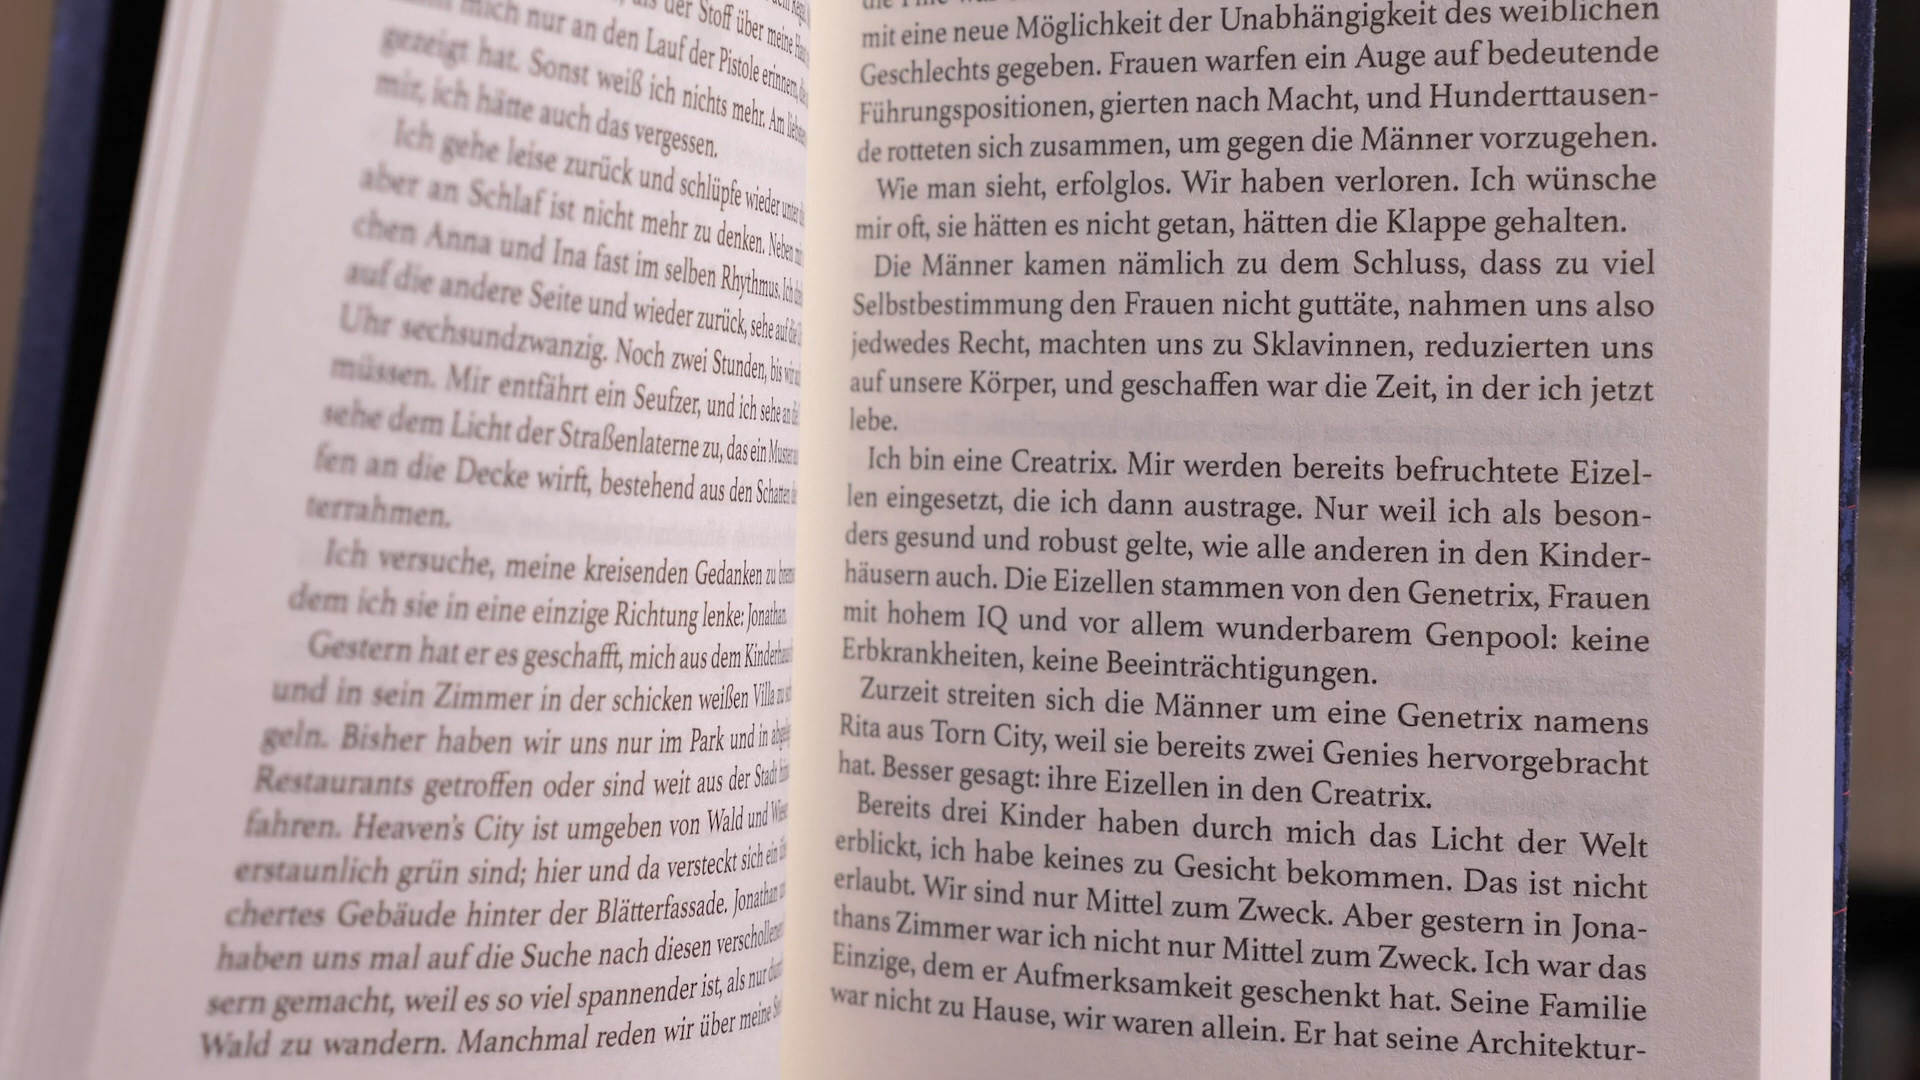 der Stoff über meine
mich nur an den Lauf der Pistole erinnern,
gezeigt hat. Sonst weiß ich nichts mehr. Am
mir, ich hätte auch das vergessen.
Ich gehe leise zurück und schlüpfe wieder unter
aber an Schlaf ist nicht mehr zu denken. Neben
chen Anna und Ina fast im selben Rhythmus. Ich
auf die andere Seite und wieder zurück, sehe auf die
Uhr sechsundzwanzig. Noch zwei Stunden, bis wir
müssen. Mir entfährt ein Seufzer, und ich sehe an
sehe dem Licht der Straßenlaterne zu, das ein Muster
fen an die Decke wirft, bestehend aus den Schatten
terrahmen.
Ich versuche, meine kreisenden Gedanken zu
dem ich sie in eine einzige Richtung lenke: Jonathan.
Gestern hat er es geschafft, mich aus dem
und in sein Zimmer in der schicken weißen Villa zu
geln. Bisher haben wir uns nur im Park und in
Restaurants getroffen oder sind weit aus der Stadt
fahren. Heaven's City ist umgeben von Wald und
erstaunlich grün sind; hier und da versteckt sich ein
chertes Gebäude hinter der Blätterfassade. Jonathan
haben uns mal auf die Suche nach diesen
sern gemacht, weil es so viel spannender ist, als nur
Wald zu wandern. Manchmal reden wir über meine
mit eine neue Möglichkeit der Unabhängigkeit des weiblichen
Geschlechts gegeben. Frauen warfen ein Auge auf bedeutende
Führungspositionen, gierten nach Macht, und Hunderttausen-
de rotteten sich zusammen, um gegen die Männer vorzugehen.
Wie man sieht, erfolglos. Wir haben verloren. Ich wünsche
mir oft, sie hätten es nicht getan, hätten die Klappe gehalten.
Die Männer kamen nämlich zu dem Schluss, dass zu viel
Selbstbestimmung den Frauen nicht guttäte, nahmen uns also
jedwedes Recht, machten uns zu Sklavinnen, reduzierten uns
auf unsere Körper, und geschaffen war die Zeit, in der ich jetzt
lebe.
Ich bin eine Creatrix. Mir werden bereits befruchtete Eizel-
len eingesetzt, die ich dann austrage. Nur weil ich als beson-
ders gesund und robust gelte, wie alle anderen in den Kinder-
häusern auch. Die Eizellen stammen von den Genetrix, Frauen
mit hohem IQ und vor allem wunderbarem Genpool: keine
Erbkrankheiten, keine Beeinträchtigungen.
Zurzeit streiten sich die Männer um eine Genetrix namens
Rita aus Torn City, weil sie bereits zwei Genies hervorgebracht
hat. Besser gesagt: ihre Eizellen in den Creatrix.
Bereits drei Kinder haben durch mich das Licht der Welt
erblickt, ich habe keines zu Gesicht bekommen. Das ist nicht
erlaubt. Wir sind nur Mittel zum Zweck. Aber gestern in Jona-
thans Zimmer war ich nicht nur Mittel zum Zweck. Ich war das
Einzige, dem er Aufmerksamkeit geschenkt hat. Seine Familie
war nicht zu Hause, wir waren allein. Er hat seine Architektur-